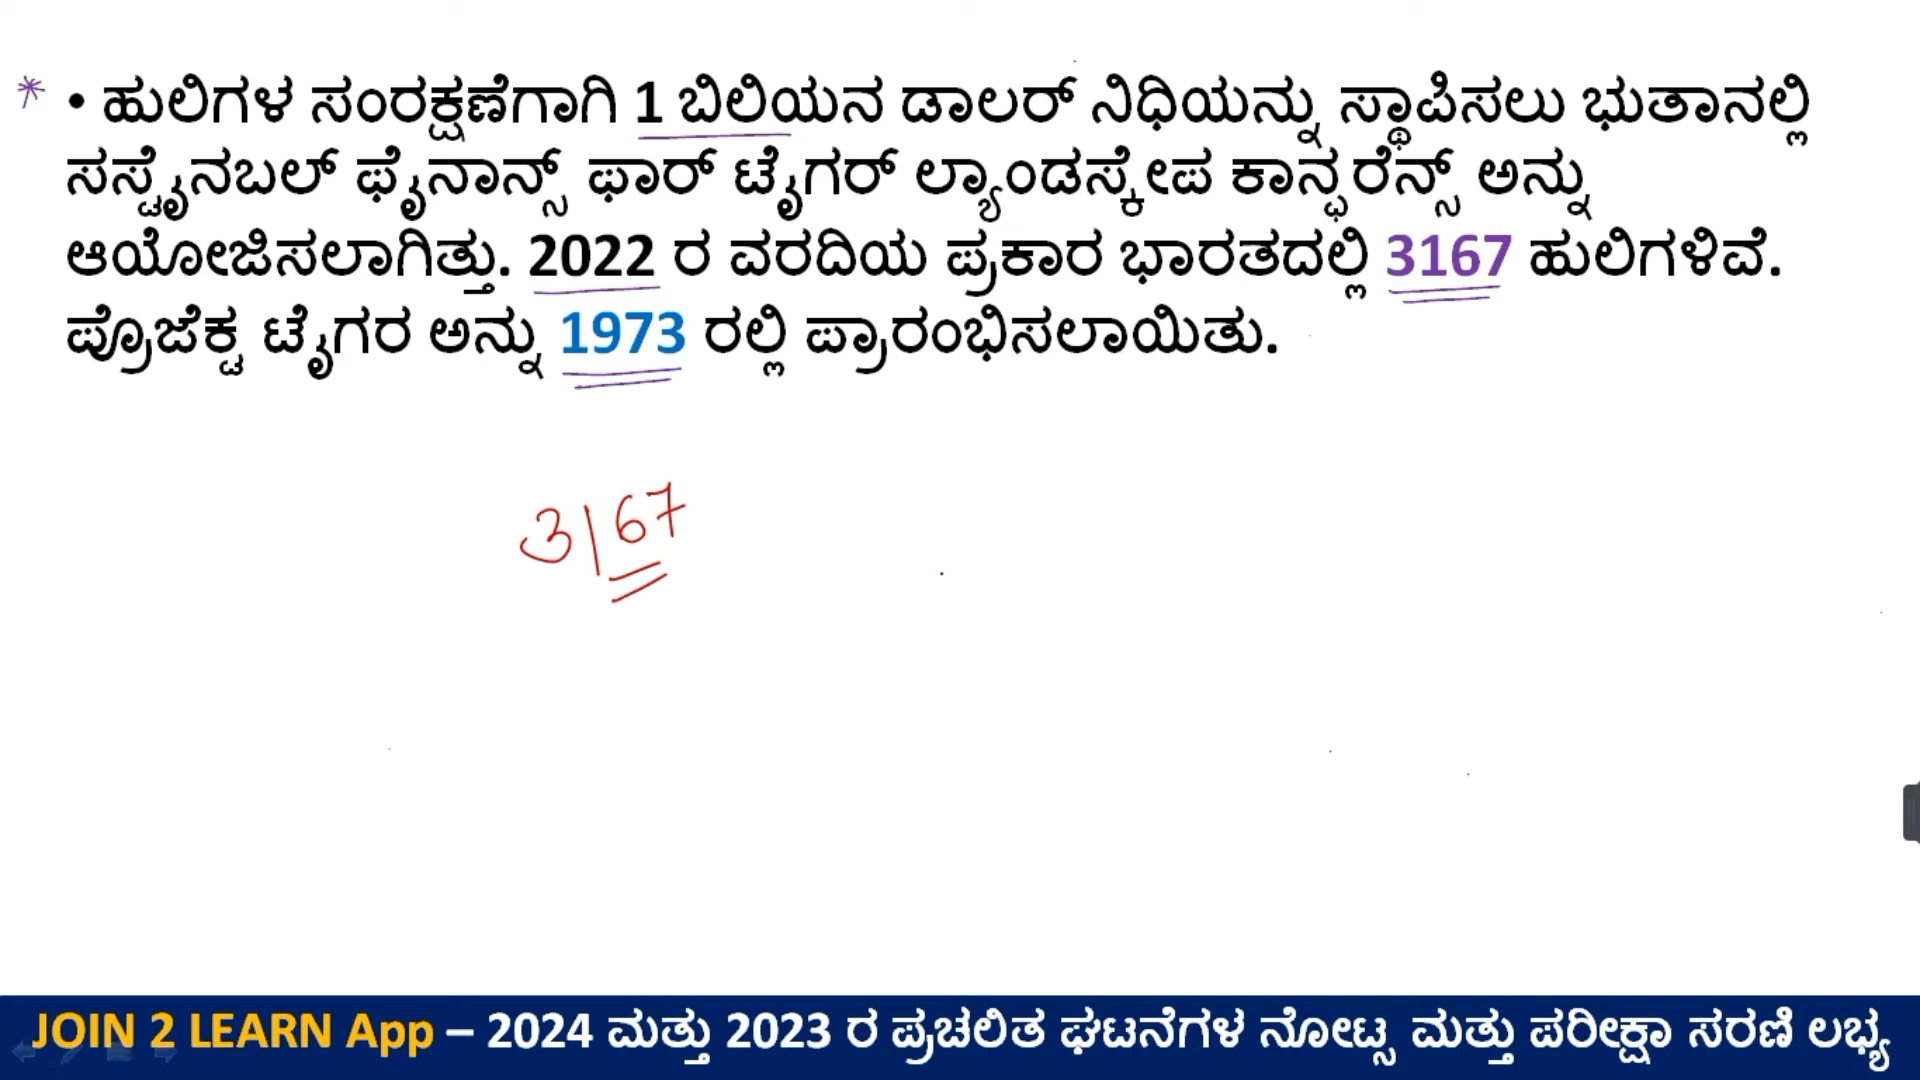 * • ಹುಲಿಗಳ ಸಂರಕ್ಷಣೆಗಾಗಿ 1 ಬಿಲಿಯನ ಡಾಲರ್ ನಿಧಿಯನ್ನು ಸ್ಥಾಪಿಸಲು ಭುತಾನಲ್ಲಿ
ಸಸ್ಟೈನಬಲ್ ಫೈನಾನ್ಸ್ ಫಾರ್ ಟೈಗರ್ ಲ್ಯಾಂಡಸ್ಕೇಪ ಕಾನ್ಫರೆನ್ಸ್ ಅನ್ನು
ಆಯೋಜಿಸಲಾಗಿತ್ತು. 2022 ರ ವರದಿಯ ಪ್ರಕಾರ ಭಾರತದಲ್ಲಿ 3167 ಹುಲಿಗಳಿವೆ.
ಪ್ರೊಜೆಕ್ಟ ಟೈಗರ ಅನ್ನು 1973 ರಲ್ಲಿ ಪ್ರಾರಂಭಿಸಲಾಯಿತು.
3167
JOIN 2 LEARN App – 2024 ಮತ್ತು 2023 ರ ಪ್ರಚಲಿತ ಘಟನೆಗಳ ನೋಟ್ಸ ಮತ್ತು ಪರೀಕ್ಷಾ ಸರಣಿ ಲಭ್ಯ